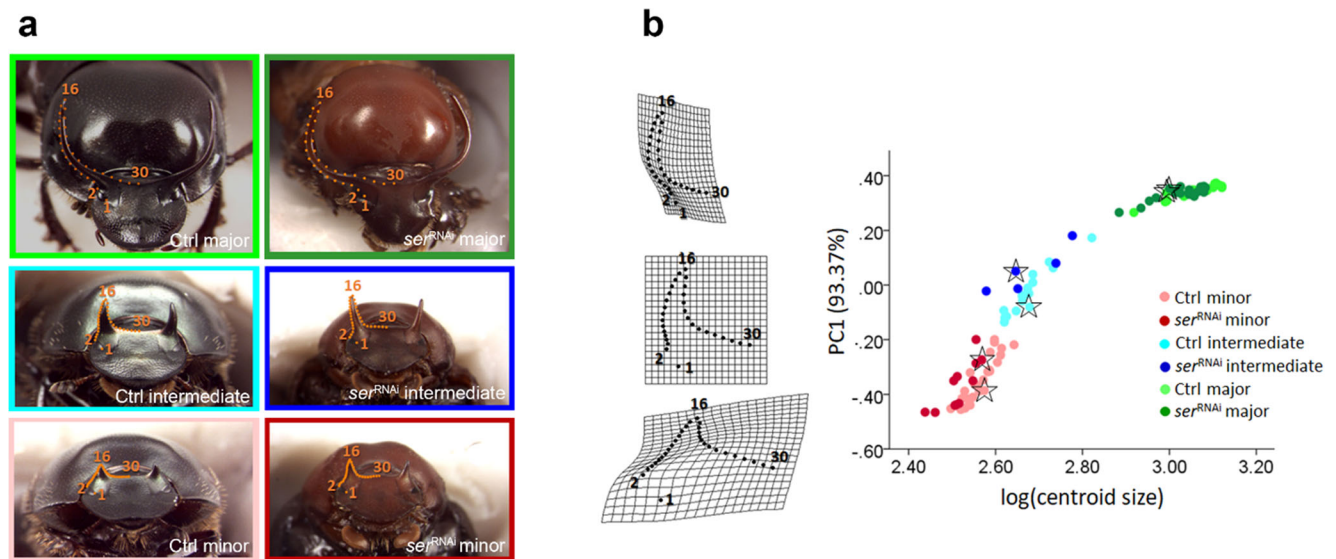 a
16
30
2
1
Ctrl major
16
30
2
1
serRNAi major
16
30
2
1
Ctrl intermediate
16
30
2
1
serRNAi intermediate
16
30
2
1
Ctrl minor
16
30
2
1
serRNAi minor
b
16
30
2
1
16
30
2
1
16
30
2
1
PC1 (93.37%)
.40
.20
.00
-.20
-.40
-.60
2.40 2.60 2.80 3.00 3.20
log(centroid size)
Ctrl minor
serRNAi minor
Ctrl intermediate
serRNAi intermediate
Ctrl major
serRNAi major